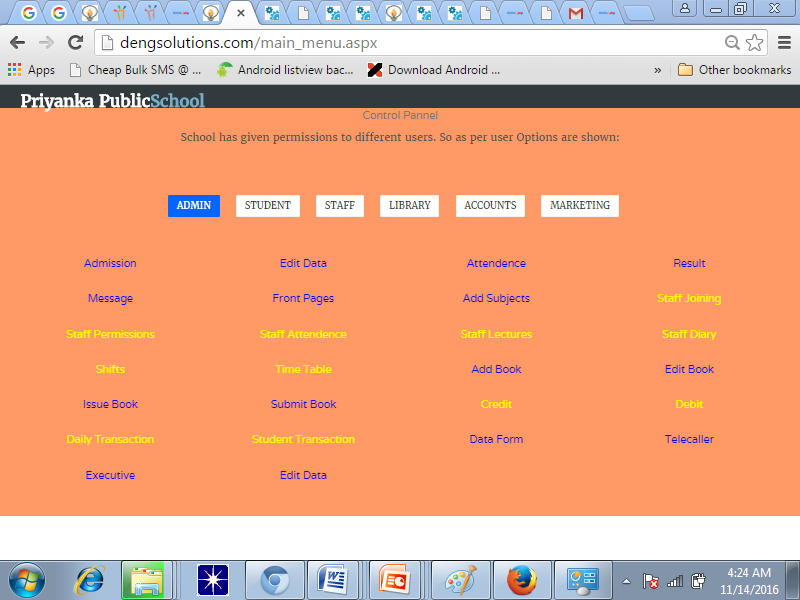 dengsolutions.com/main_menu.aspx
Apps Cheap Bulk SMS @ ... Android listview bac... Download Android ... » Other bookmarks
Priyanka PublicSchool
Control Pannel
School has given permissions to different users. So as per user Options are shown:
ADMIN STUDENT STAFF LIBRARY ACCOUNTS MARKETING
Admission Edit Data Attendence Result
Message Front Pages Add Subjects Staff Joining
Staff Permissions Staff Attendence Staff Lectures Staff Diary
Shifts Time Table Add Book Edit Book
Issue Book Submit Book Credit Debit
Daily Transaction Student Transaction Data Form Telecaller
Executive Edit Data
4:24 AM
11/14/2016